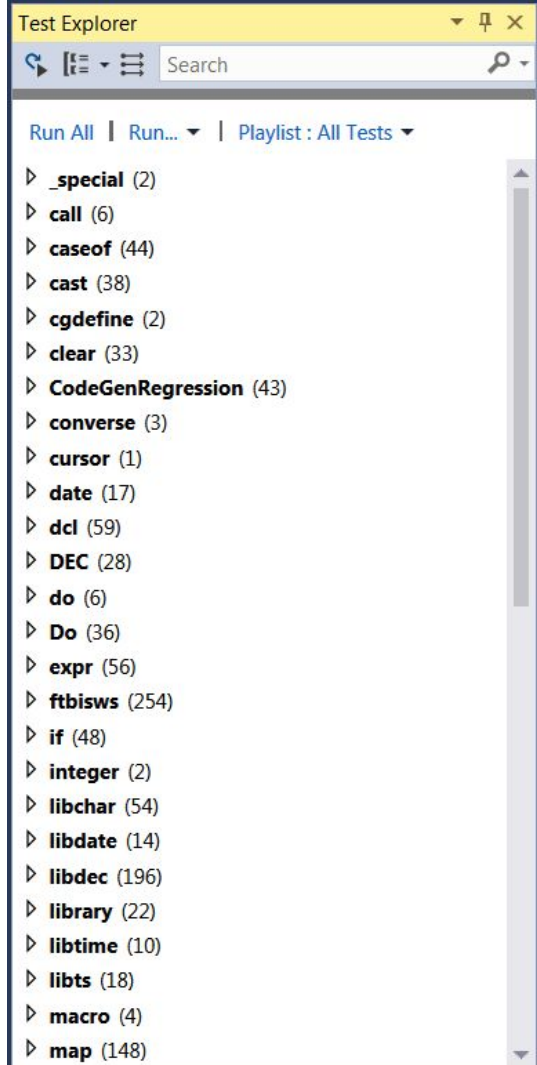 Test Explorer
Search
Run All | Run... | Playlist : All Tests
_special (2)
call (6)
caseof (44)
cast (38)
cgdefine (2)
clear (33)
CodeGenRegression (43)
converse (3)
cursor (1)
date (17)
dcl (59)
DEC (28)
do (6)
Do (36)
expr (56)
ftbisws (254)
if (48)
integer (2)
libchar (54)
libdate (14)
libdec (196)
library (22)
libtime (10)
libts (18)
macro (4)
map (148)